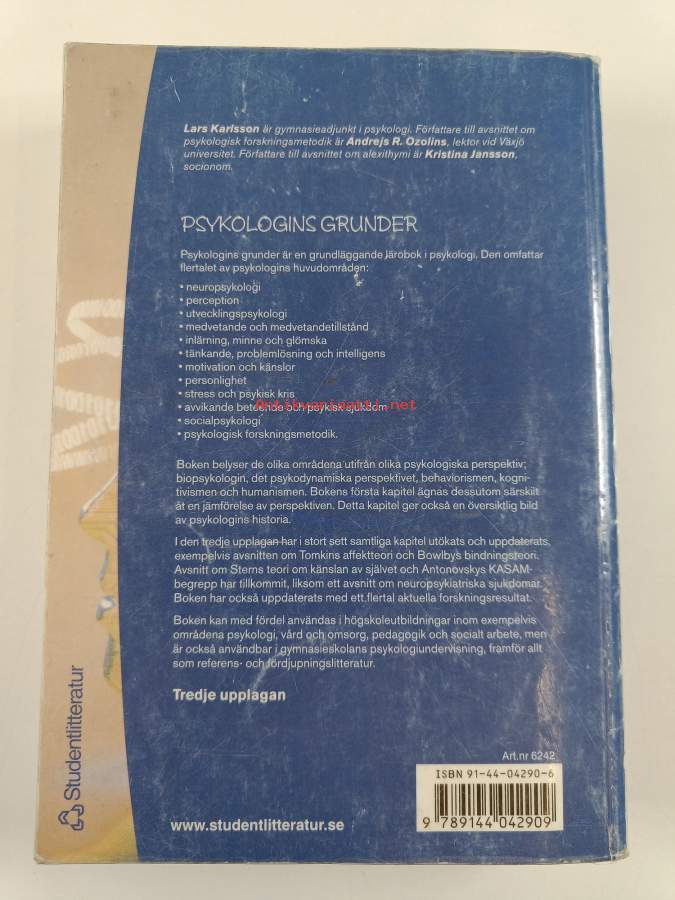 Lars Karlsson är gymnasieadjunkt i psykologi. Författare till avsnittet om
psykologisk forskningsmetodik är Andrejs R. Ozolins, lektor vid Växjö
universitet. Författare till avsnittet om alexithymi är Kristina Jansson,
socionom.
PSYKOLOGINS GRUNDER
Psykologins grunder är en grundläggande lärobok i psykologi. Den omfattar
flertalet av psykologins huvudområden:
• neuropsykologi
• perception
• utvecklingspsykologi
• medvetande och medvetandetillstånd
• inlärning, minne och glömska
• tänkande, problemlösning och intelligens
• motivation och känslor
• personlighet
• stress och psykisk kris
• avvikande beteende och psykisk sjukdom
Antikvariaatti.net
• socialpsykologi
• psykologisk forskningsmetodik.
Boken belyser de olika områdena utifrån olika psykologiska perspektiv;
biopsykologin, det psykodynamiska perspektivet, behaviorismen, kogni-
tivismen och humanismen. Bokens första kapitel ägnas dessutom särskilt
åt en jämförelse av perspektiven. Detta kapitel ger också en översiktlig bild
av psykologins historia.
I den tredje upplagan har i stort sett samtliga kapitel utökats och uppdaterats,
exempelvis avsnitten om Tomkins affektteori och Bowlbys bindningsteori.
Avsnitt om Sterns teori om känslan av självet och Antonovskys KASAM-
begrepp har tillkommit, liksom ett avsnitt om neuropsykiatriska sjukdomar.
Boken har också uppdaterats med ett flertal aktuella forskningsresultat.
Boken kan med fördel användas i högskoleutbildningar inom exempelvis
områdena psykologi, vård och omsorg, pedagogik och socialt arbete, men
är också användbar i gymnasieskolans psykologiundervisning, framför allt
som referens- och fördjupningslitteratur.
Tredje upplagan
Studentlitteratur
Art.nr 6242
ISBN 91-44-04290-6
9 789144 042909
www.studentlitteratur.se